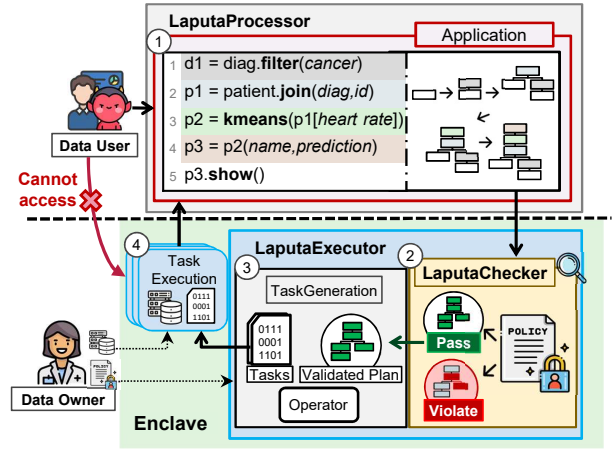 LaputaProcessor
1
Application
1 d1 = diag.filter(cancer)
2 p1 = patient.join(diag,id)
3 p2 = kmeans(p1[heart rate])
4 p3 = p2(name,prediction)
5 p3.show()
Data User
Cannot
access
4
Task
Execution
0111
0001
1101
LaputaExecutor
3
TaskGeneration
0111
0001
1101
Tasks
Validated Plan
Operator
2
LaputaChecker
Pass
POLICY
Violate
POLICY
Data Owner
Enclave